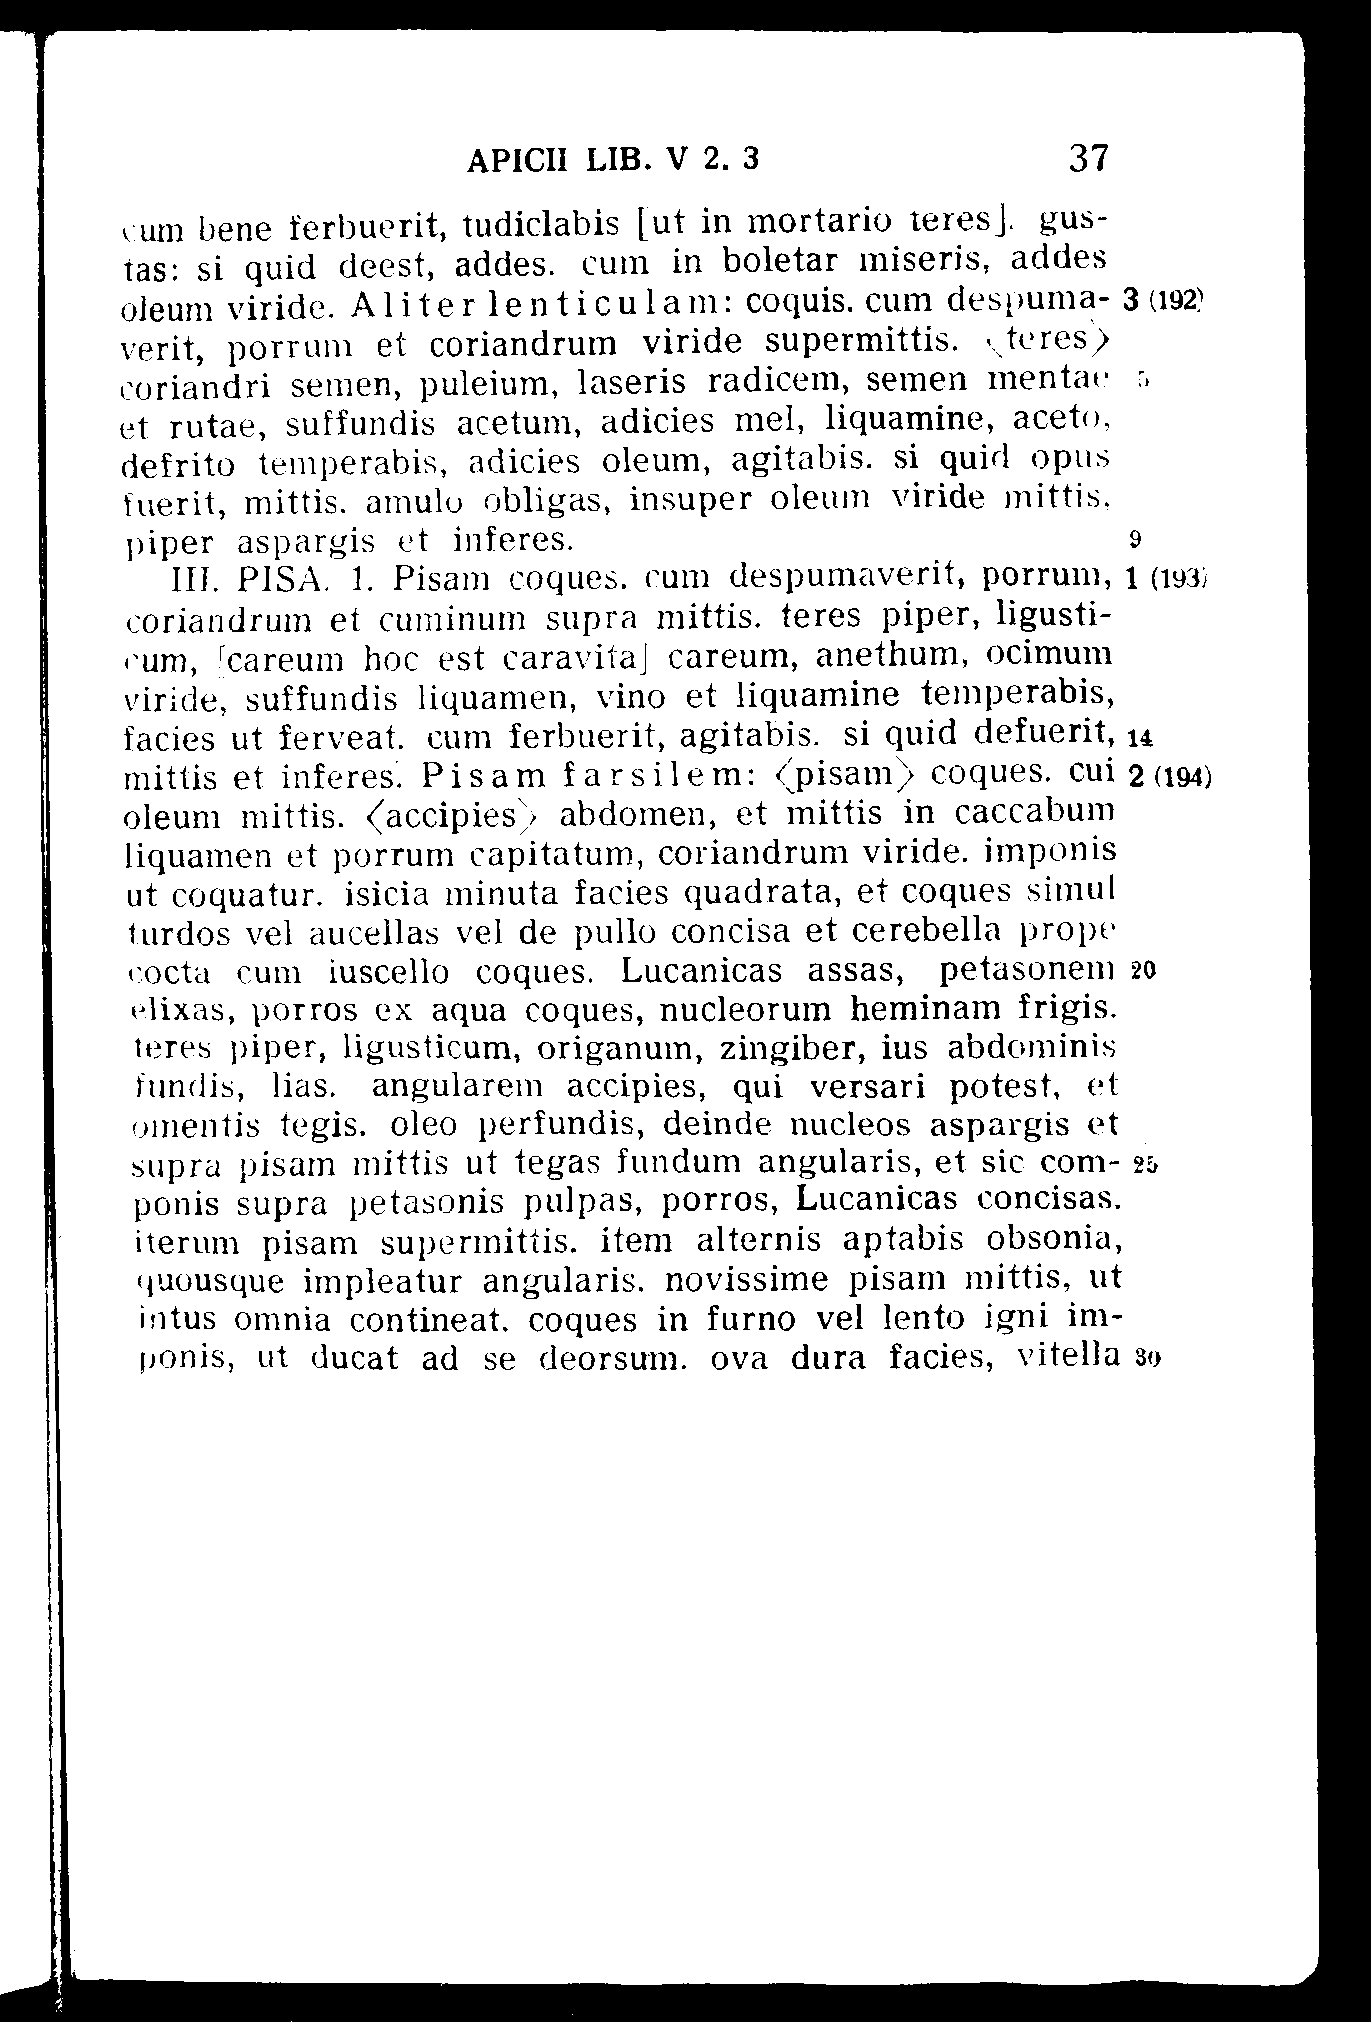 APICII LIB. V 2. 3 37
cum bene ferbuerit, tudiclabis [ut in mortario teres]. gus-
tas: si quid deest, addes. cum in boletar miseris, addes
oleum viride. Aliter lenticulam: coquis. cum despuma- 3 (192)
verit, porrum et coriandrum viride supermittis. <teres>
coriandri semen, puleium, laseris radicem, semen mentae 5
et rutae, suffundis acetum, adicies mel, liquamine, aceto,
defrito temperabis, adicies oleum, agitabis. si quid opus
fuerit, mittis. amulo obligas, insuper oleum viride mittis,
piper aspargis et inferes. 9
III. PISA. 1. Pisam coques. cum despumaverit, porrum, 1 (193)
coriandrum et cuminum supra mittis. teres piper, ligusti-
cum, [careum hoc est caravita] careum, anethum, ocimum
viride, suffundis liquamen, vino et liquamine temperabis,
facies ut ferveat. cum ferbuerit, agitabis. si quid defuerit, 14
mittis et inferes. Pisam farsilem: <pisam> coques. cui 2 (194)
oleum mittis. <accipies> abdomen, et mittis in caccabum
liquamen et porrum capitatum, coriandrum viride. imponis
ut coquatur. isicia minuta facies quadrata, et coques simul
turdos vel aucellas vel de pullo concisa et cerebella prope
cocta cum iuscello coques. Lucanicas assas, petasonem 20
elixas, porros ex aqua coques, nucleorum heminam frigis.
teres piper, ligusticum, origanum, zingiber, ius abdominis
fundis, lias. angularem accipies, qui versari potest, et
omentis tegis. oleo perfundis, deinde nucleos aspargis et
supra pisam mittis ut tegas fundum angularis, et sic com- 25
ponis supra petasonis pulpas, porros, Lucanicas concisas.
iterum pisam supermittis. item alternis aptabis obsonia,
quousque impleatur angularis. novissime pisam mittis, ut
intus omnia contineat. coques in furno vel lento igni im-
ponis, ut ducat ad se deorsum. ova dura facies, vitella 30